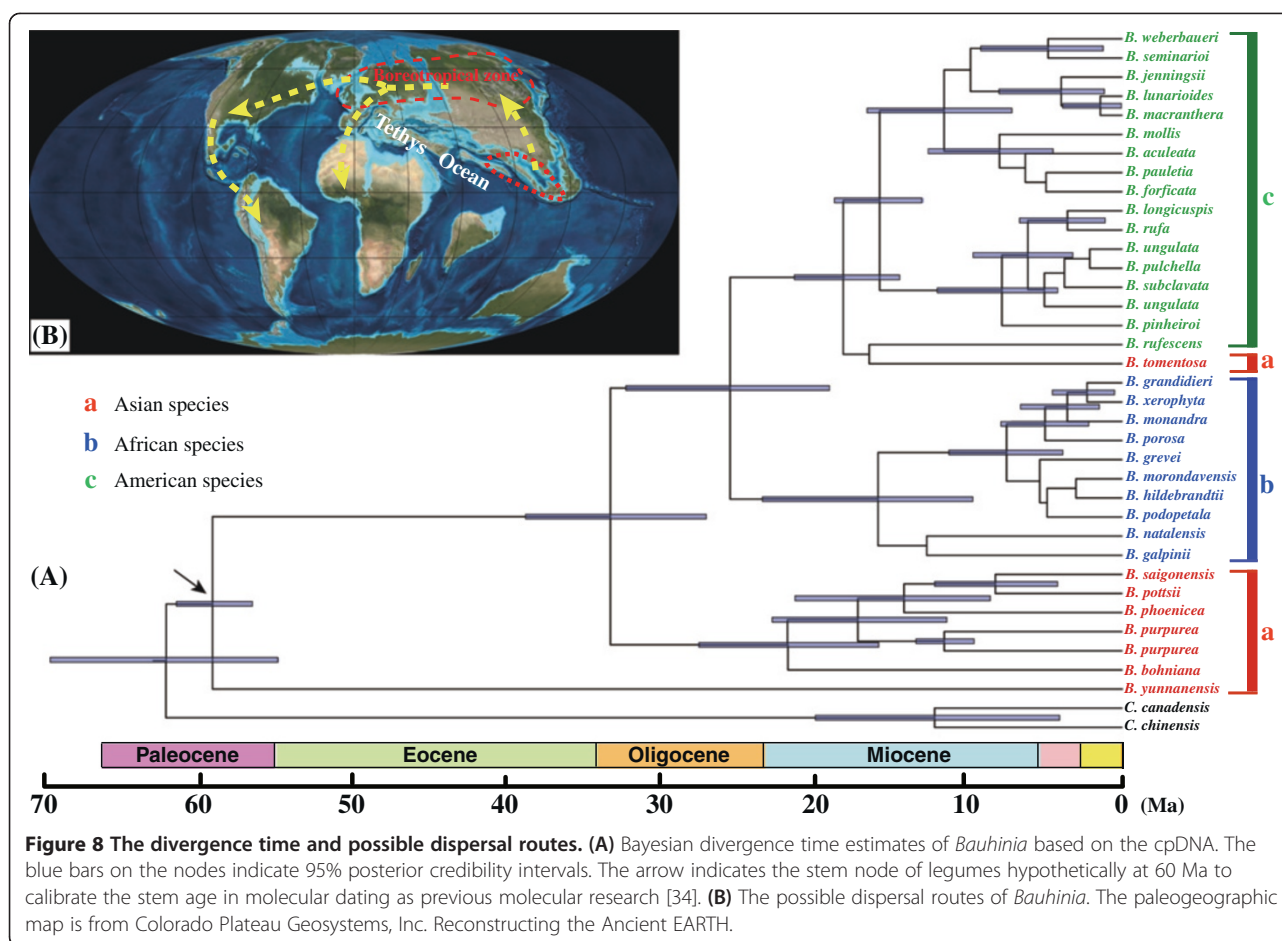 Boreotropical zone
Tethys Ocean
(B)
a Asian species
b African species
c American species
(A)
B. weberbaueri
B. seminarioi
B. jenningsii
B. lunarioides
B. macranthera
B. mollis
B. aculeata
B. pauletia
B. forficata
B. longicuspis
B. rufa
B. ungulata
B. pulchella
B. subclavata
B. ungulata
B. pinheiroi
B. rufescens
c
B. tomentosa
a
B. grandidieri
B. xerophyta
B. monandra
B. porosa
B. grevei
B. morondavensis
B. hildebrandtii
B. podopetala
B. natalensis
B. galpinii
b
B. saigonensis
B. pottsii
B. phoenicea
B. purpurea
B. purpurea
B. bohniana
B. yunnanensis
a
C. canadensis
C. chinensis
Paleocene Eocene Oligocene Miocene
70 60 50 40 30 20 10 0 (Ma)
Figure 8 The divergence time and possible dispersal routes. (A) Bayesian divergence time estimates of Bauhinia based on the cpDNA. The
blue bars on the nodes indicate 95% posterior credibility intervals. The arrow indicates the stem node of legumes hypothetically at 60 Ma to
calibrate the stem age in molecular dating as previous molecular research [34]. (B) The possible dispersal routes of Bauhinia. The paleogeographic
map is from Colorado Plateau Geosystems, Inc. Reconstructing the Ancient EARTH.